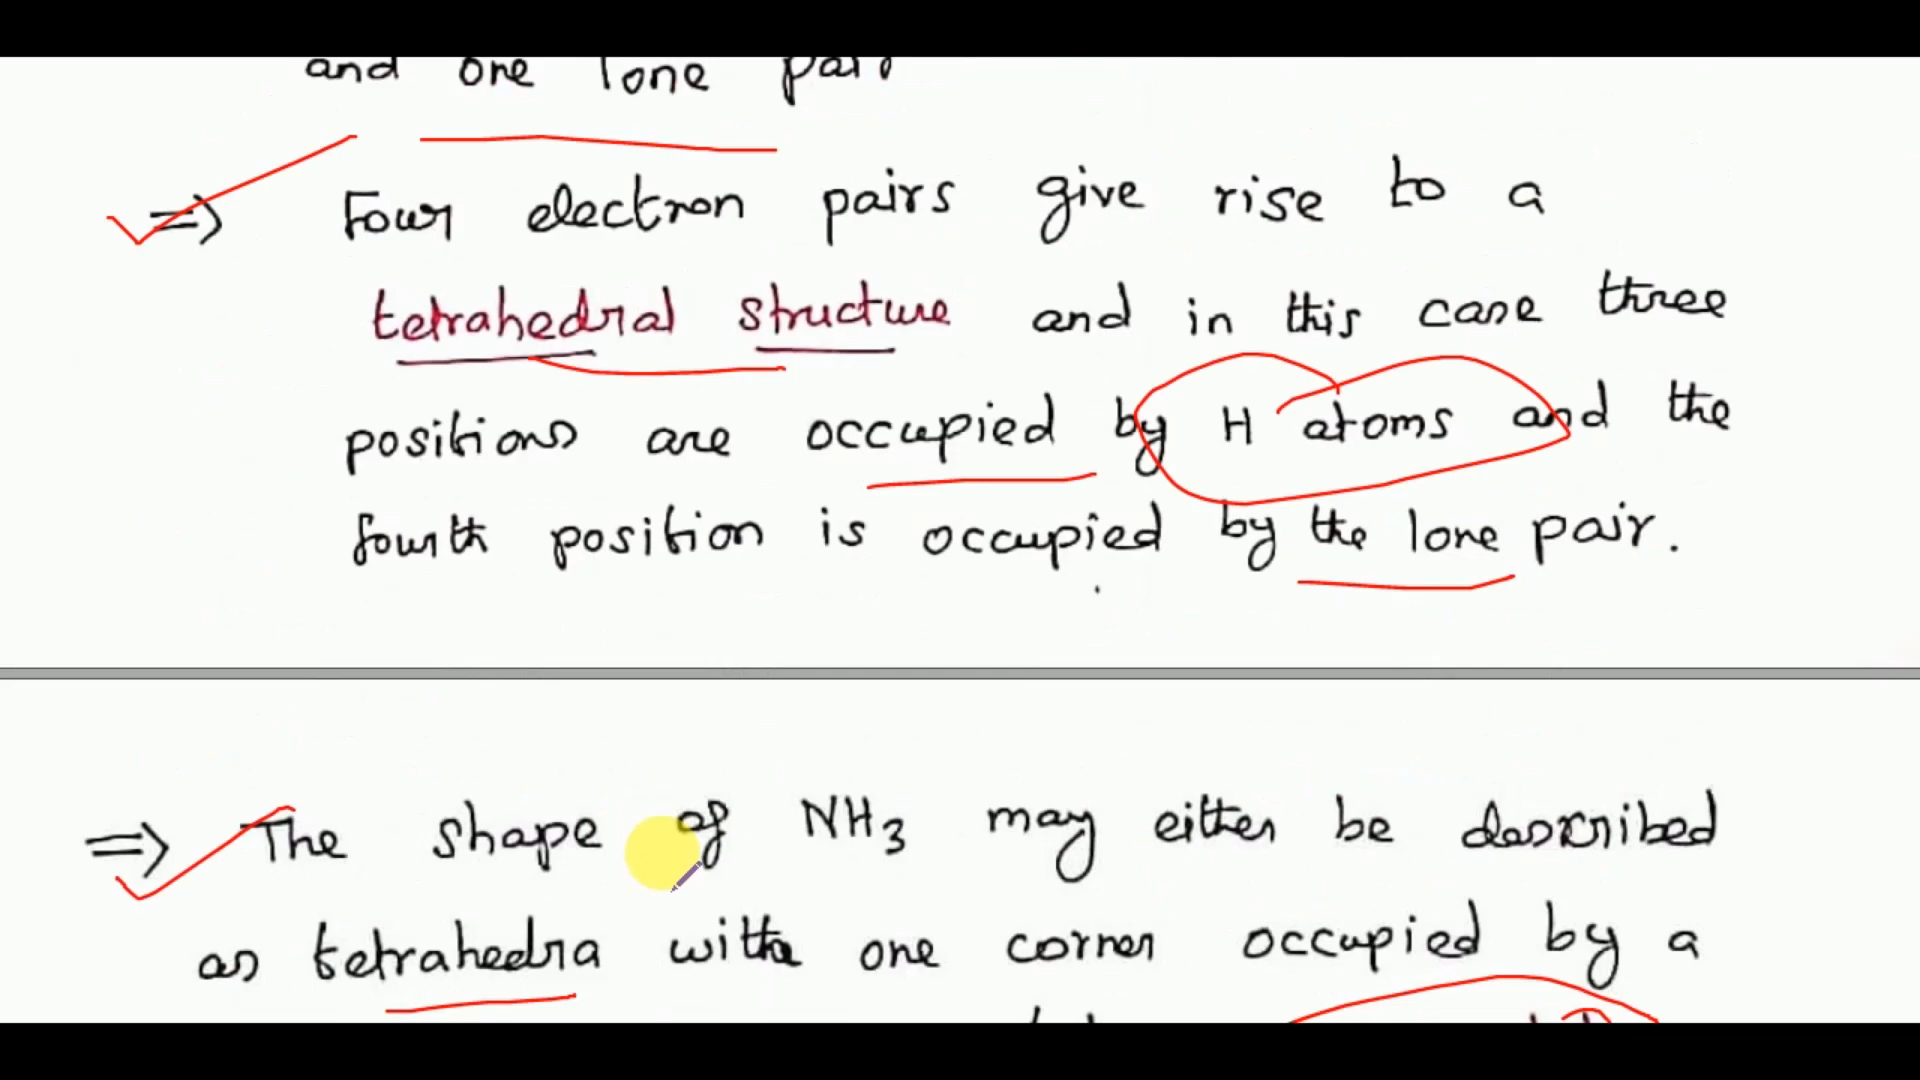 and one lone pair
=> Four electron pairs give rise to a
tetrahedral structure and in this case three
positions are occupied by H atoms and the
fourth position is occupied by the lone pair.
=> The shape of NH3 may either be described
as tetrahedra with one corner occupied by a